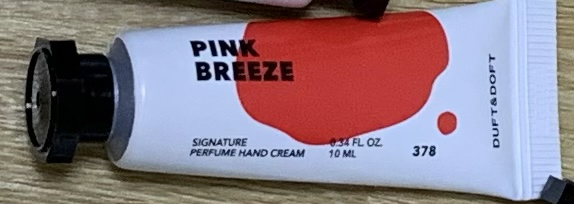 PINK
BREEZE
SIGNATURE
PERFUME HAND CREAM
0.34 FL OZ.
10 ML
378
DUFT&DOFT